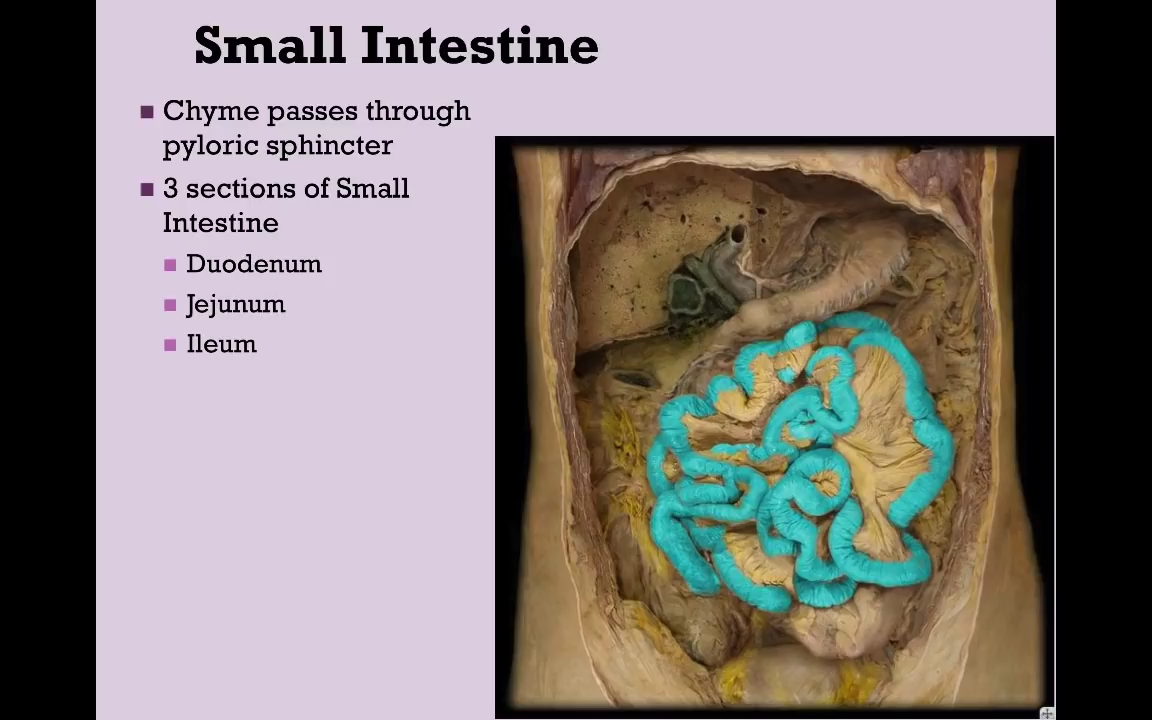 Small Intestine
Chyme passes through
pyloric sphincter
3 sections of Small
Intestine
Duodenum
Jejunum
Ileum